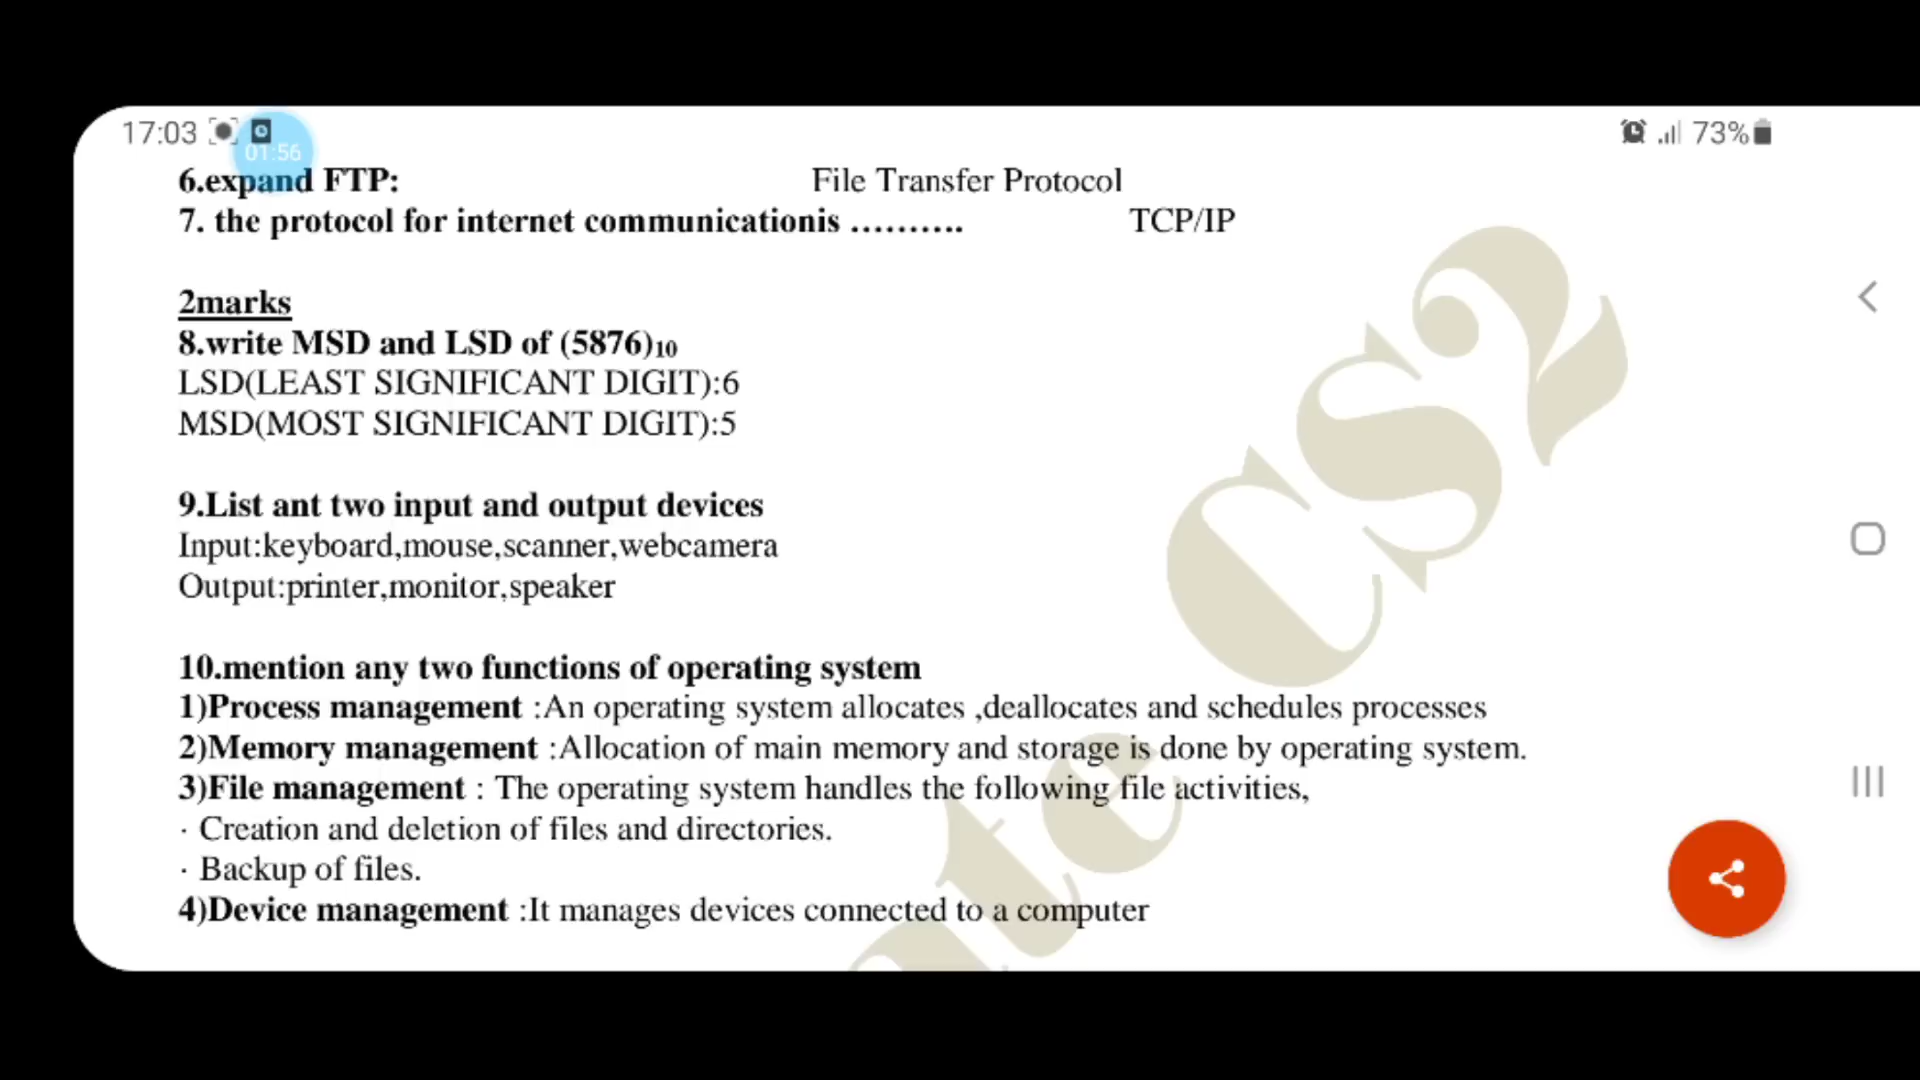 17:03
73%
01:56
6.expand FTP: File Transfer Protocol
7. the protocol for internet communicationis .......... TCP/IP
2marks
8.write MSD and LSD of (5876)₁₀
LSD(LEAST SIGNIFICANT DIGIT):6
MSD(MOST SIGNIFICANT DIGIT):5
9.List ant two input and output devices
Input:keyboard,mouse,scanner,webcamera
Output:printer,monitor,speaker
10.mention any two functions of operating system
1)Process management :An operating system allocates ,deallocates and schedules processes
2)Memory management :Allocation of main memory and storage is done by operating system.
3)File management : The operating system handles the following file activities,
· Creation and deletion of files and directories.
· Backup of files.
4)Device management :It manages devices connected to a computer
ate CS2